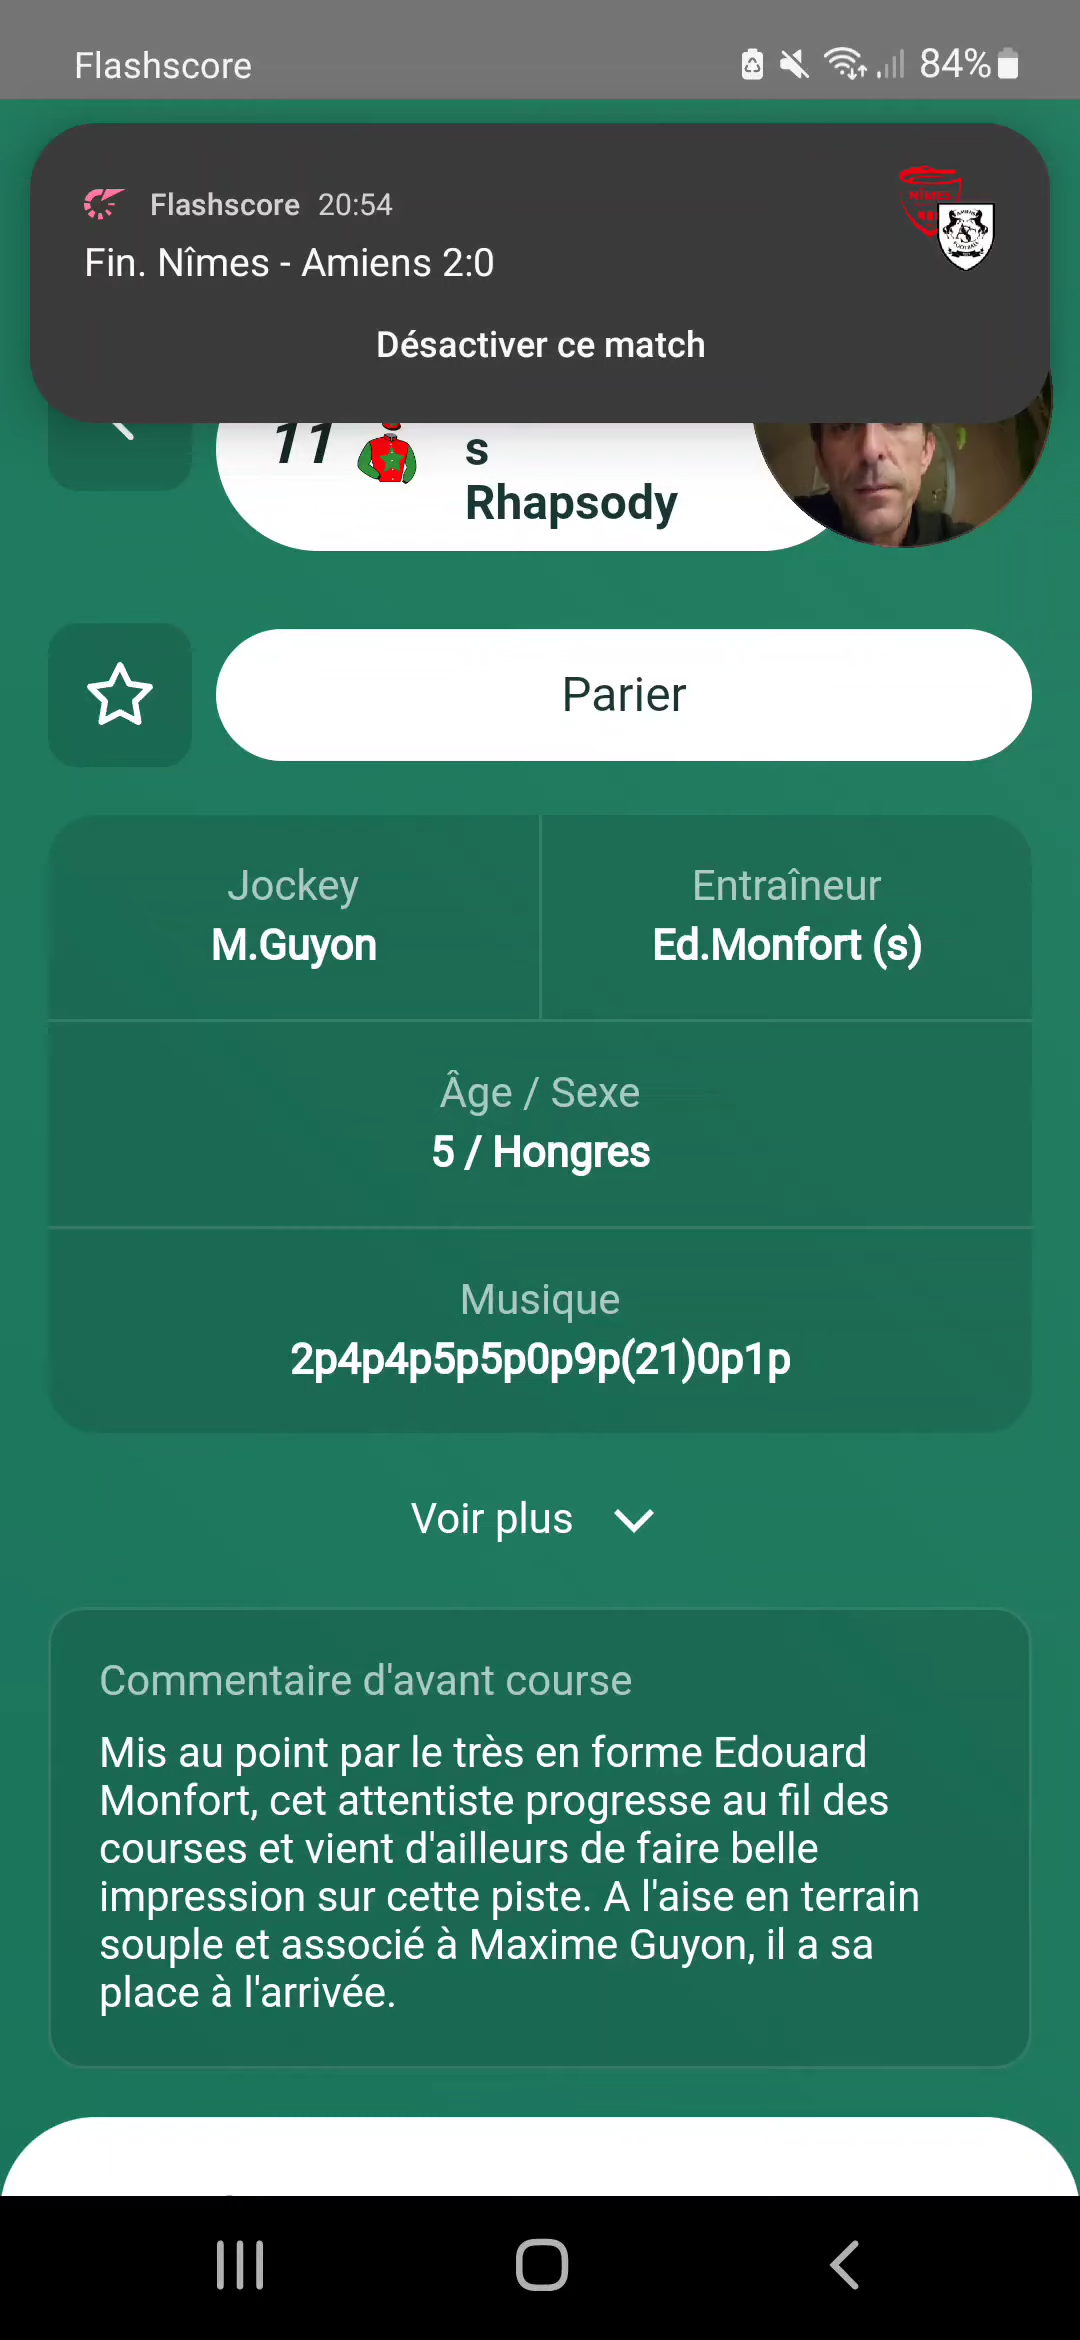 Flashscore
84%
Flashscore 20:54
Fin. Nîmes - Amiens 2:0
Désactiver ce match
NÎMES
11
s
Rhapsody
Parier
Jockey
M.Guyon
Entraîneur
Ed.Monfort (s)
Âge / Sexe
5 / Hongres
Musique
2p4p4p5p5p0p9p(21)0p1p
Voir plus
Commentaire d'avant course
Mis au point par le très en forme Edouard
Monfort, cet attentiste progresse au fil des
courses et vient d'ailleurs de faire belle
impression sur cette piste. A l'aise en terrain
souple et associé à Maxime Guyon, il a sa
place à l'arrivée.